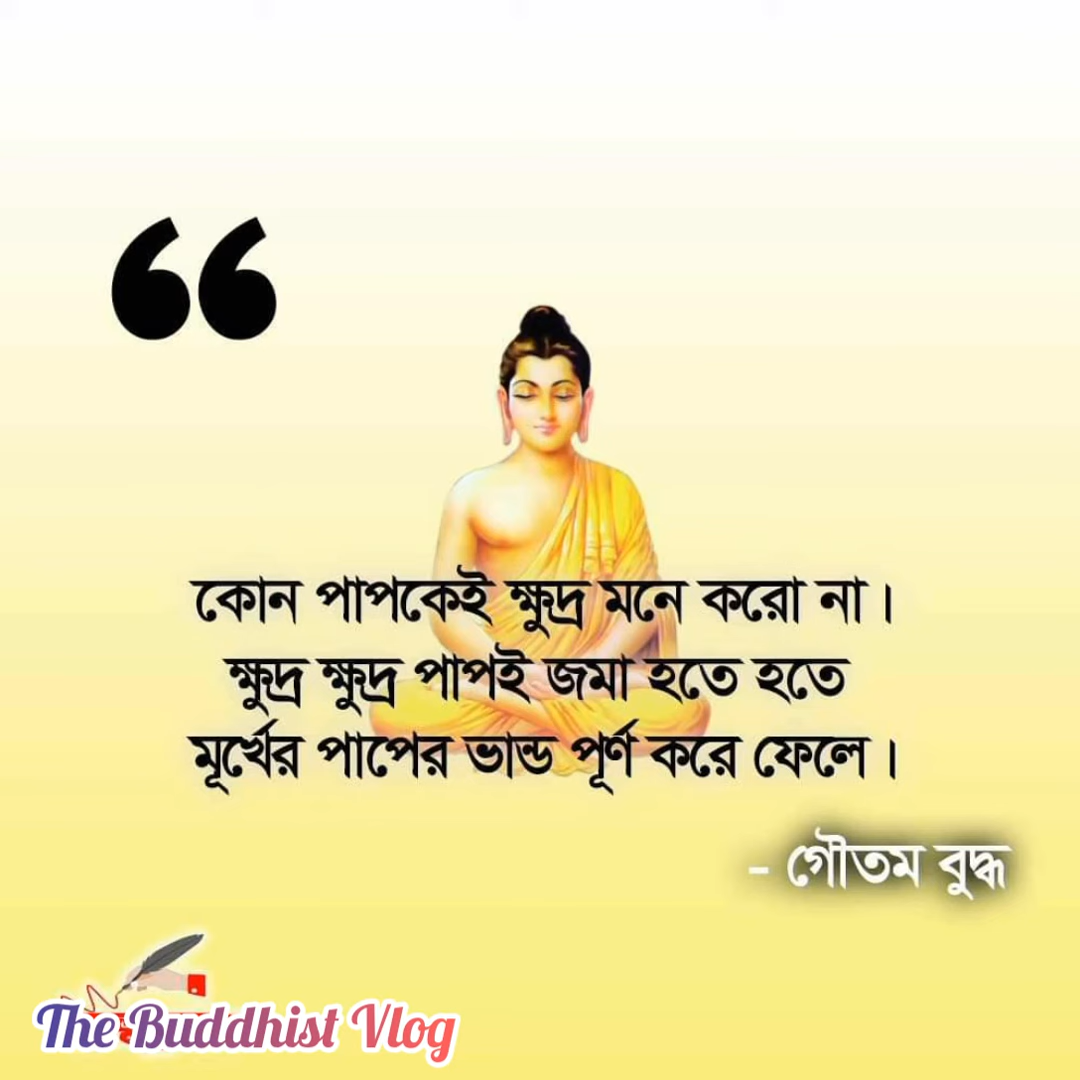 “
কোন পাপকেই ক্ষুদ্র মনে করো না।
ক্ষুদ্র ক্ষুদ্র পাপই জমা হতে হতে
মূর্খের পাপের ভান্ড পূর্ণ করে ফেলে।
- গৌতম বুদ্ধ
The Buddhist Vlog